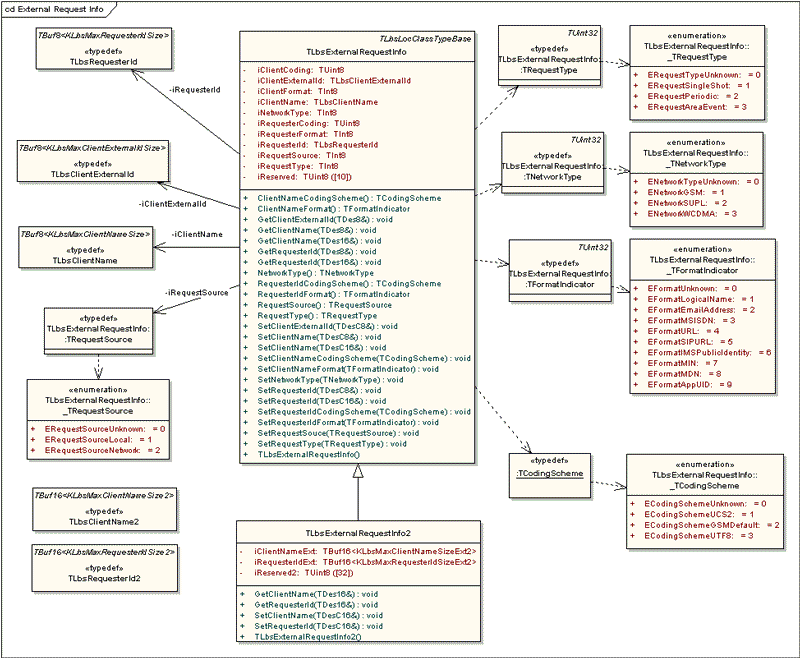 cd External Request Info
TBuf8<KLbsMaxRequesterIdSize>
«typedef»
TLbsRequesterId
TBuf8<KLbsMaxClientExternalIdSize>
«typedef»
TLbsClientExternalId
TBuf8<KLbsMaxClientNameSize>
«typedef»
TLbsClientName
«typedef»
TLbsExternalRequestInfo:
:TRequestSource
«enumeration»
TLbsExternalRequestInfo::
_TRequestSource
+ ERequestSourceUnknown: = 0
+ ERequestSourceLocal: = 1
+ ERequestSourceNetwork: = 2
TBuf16<KLbsMaxClientNameSize2>
«typedef»
TLbsClientName2
TBuf16<KLbsMaxRequesterIdSize2>
«typedef»
TLbsRequesterId2
-iRequesterId
-iClientExternalId
-iClientName
-iRequestSource
TLbsLocClassTypeBase
TLbsExternalRequestInfo
- iClientCoding: TUint8
- iClientExternalId: TLbsClientExternalId
- iClientFormat: TInt8
- iClientName: TLbsClientName
- iNetworkType: TInt8
- iRequesterCoding: TUint8
- iRequesterFormat: TInt8
- iRequesterId: TLbsRequesterId
- iRequestSource: TInt8
- iRequestType: TInt8
- iReserved: TUint8 ([10])
+ ClientNameCodingScheme() : TCodingScheme
+ ClientNameFormat() : TFormatIndicator
+ GetClientExternalId(TDes8&) : void
+ GetClientName(TDes8&) : void
+ GetClientName(TDes16&) : void
+ GetRequesterId(TDes8&) : void
+ GetRequesterId(TDes16&) : void
+ NetworkType() : TNetworkType
+ RequesterIdCodingScheme() : TCodingScheme
+ RequesterIdFormat() : TFormatIndicator
+ RequestSource() : TRequestSource
+ RequestType() : TRequestType
+ SetClientExternalId(TDesC8&) : void
+ SetClientName(TDesC8&) : void
+ SetClientName(TDesC16&) : void
+ SetClientNameCodingScheme(TCodingScheme) : void
+ SetClientNameFormat(TFormatIndicator) : void
+ SetNetworkType(TNetworkType) : void
+ SetRequesterId(TDesC8&) : void
+ SetRequesterId(TDesC16&) : void
+ SetRequesterIdCodingScheme(TCodingScheme) : void
+ SetRequesterIdFormat(TFormatIndicator) : void
+ SetRequestSouce(TRequestSource) : void
+ SetRequestType(TRequestType) : void
+ TLbsExternalRequestInfo()
TLbsExternalRequestInfo2
- iClientNameExt: TBuf16<KLbsMaxClientNameSizeExt2>
- iRequesterIdExt: TBuf16<KLbsMaxRequesterIdSizeExt2>
- iReserved2: TUint8 ([32])
+ GetClientName(TDes16&) : void
+ GetRequesterId(TDes16&) : void
+ SetClientName(TDesC16&) : void
+ SetRequesterId(TDesC16&) : void
+ TLbsExternalRequestInfo2()
TUint32
«typedef»
TLbsExternalRequestInfo:
:TRequestType
TUint32
«typedef»
TLbsExternalRequestInfo:
:TNetworkType
TUint32
«typedef»
TLbsExternalRequestInfo:
:TFormatIndicator
«typedef»
:TCodingScheme
«enumeration»
TLbsExternalRequestInfo::
_TRequestType
+ ERequestTypeUnknown: = 0
+ ERequestSingleShot: = 1
+ ERequestPeriodic: = 2
+ ERequestAreaEvent: = 3
«enumeration»
TLbsExternalRequestInfo::
_TNetworkType
+ ENetworkTypeUnknown: = 0
+ ENetworkGSM: = 1
+ ENetworkSUPL: = 2
+ ENetworkWCDMA: = 3
«enumeration»
TLbsExternalRequestInfo::
_TFormatIndicator
+ EFormatUnknown: = 0
+ EFormatLogicalName: = 1
+ EFormatEmailAddress: = 2
+ EFormatMSISDN: = 3
+ EFormatURL: = 4
+ EFormatSIPURL: = 5
+ EFormatIMSPublicIdentity: = 6
+ EFormatMIN: = 7
+ EFormatMDN: = 8
+ EFormatAppUID: = 9
«enumeration»
TLbsExternalRequestInfo::
_TCodingScheme
+ ECodingSchemeUnknown: = 0
+ ECodingSchemeUCS2: = 1
+ ECodingSchemeGSMDefault: = 2
+ ECodingSchemeUTF8: = 3